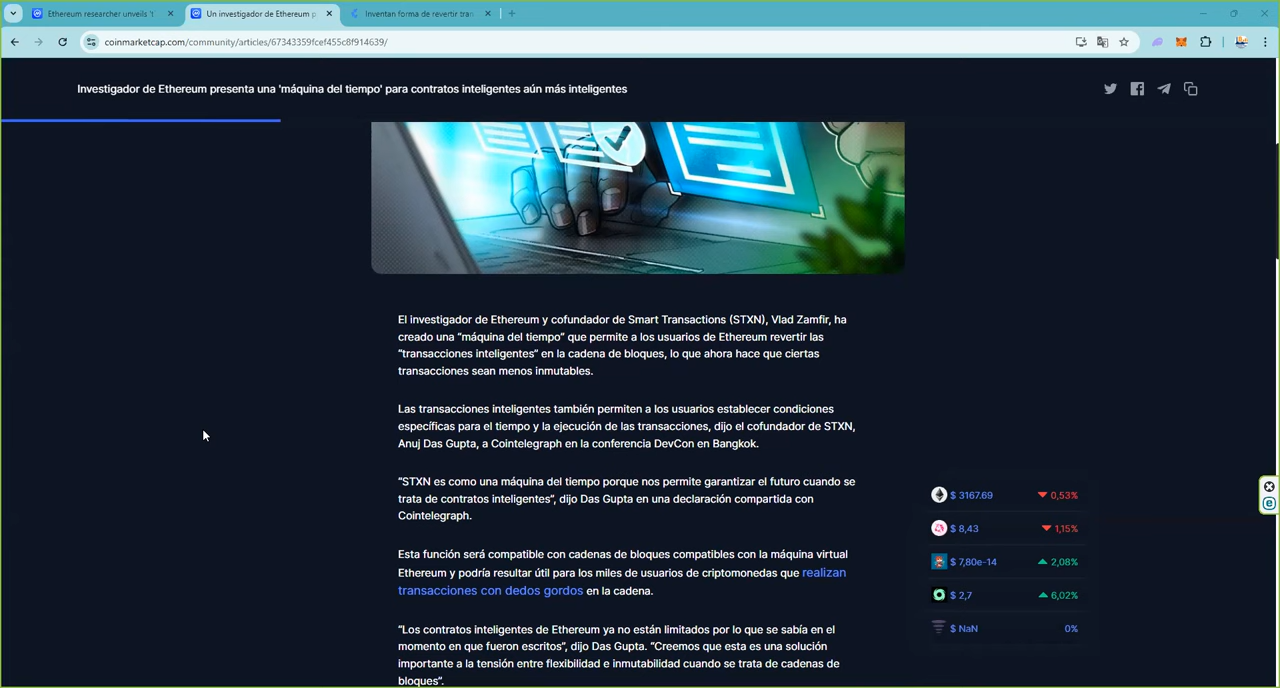 Ethereum researcher unveils 't
Un investigador de Ethereum p
Inventan forma de revertir tran
coinmarketcap.com/community/articles/67343359fcef455c8f914639/
Investigador de Ethereum presenta una 'máquina del tiempo' para contratos inteligentes aún más inteligentes
El investigador de Ethereum y cofundador de Smart Transactions (STXN), Vlad Zamfir, ha
creado una “máquina del tiempo” que permite a los usuarios de Ethereum revertir las
“transacciones inteligentes” en la cadena de bloques, lo que ahora hace que ciertas
transacciones sean menos inmutables.
Las transacciones inteligentes también permiten a los usuarios establecer condiciones
específicas para el tiempo y la ejecución de las transacciones, dijo el cofundador de STXN,
Anuj Das Gupta, a Cointelegraph en la conferencia DevCon en Bangkok.
“STXN es como una máquina del tiempo porque nos permite garantizar el futuro cuando se
trata de contratos inteligentes”, dijo Das Gupta en una declaración compartida con
Cointelegraph.
Esta función será compatible con cadenas de bloques compatibles con la máquina virtual
Ethereum y podría resultar útil para los miles de usuarios de criptomonedas que realizan
transacciones con dedos gordos en la cadena.
“Los contratos inteligentes de Ethereum ya no están limitados por lo que se sabía en el
momento en que fueron escritos”, dijo Das Gupta. “Creemos que esta es una solución
importante a la tensión entre flexibilidad e inmutabilidad cuando se trata de cadenas de
bloques”.
$ 3167.69 0,53%
$ 8,43 1,15%
$ 7,80e-14 2,08%
$ 2,7 6,02%
$ NaN 0%